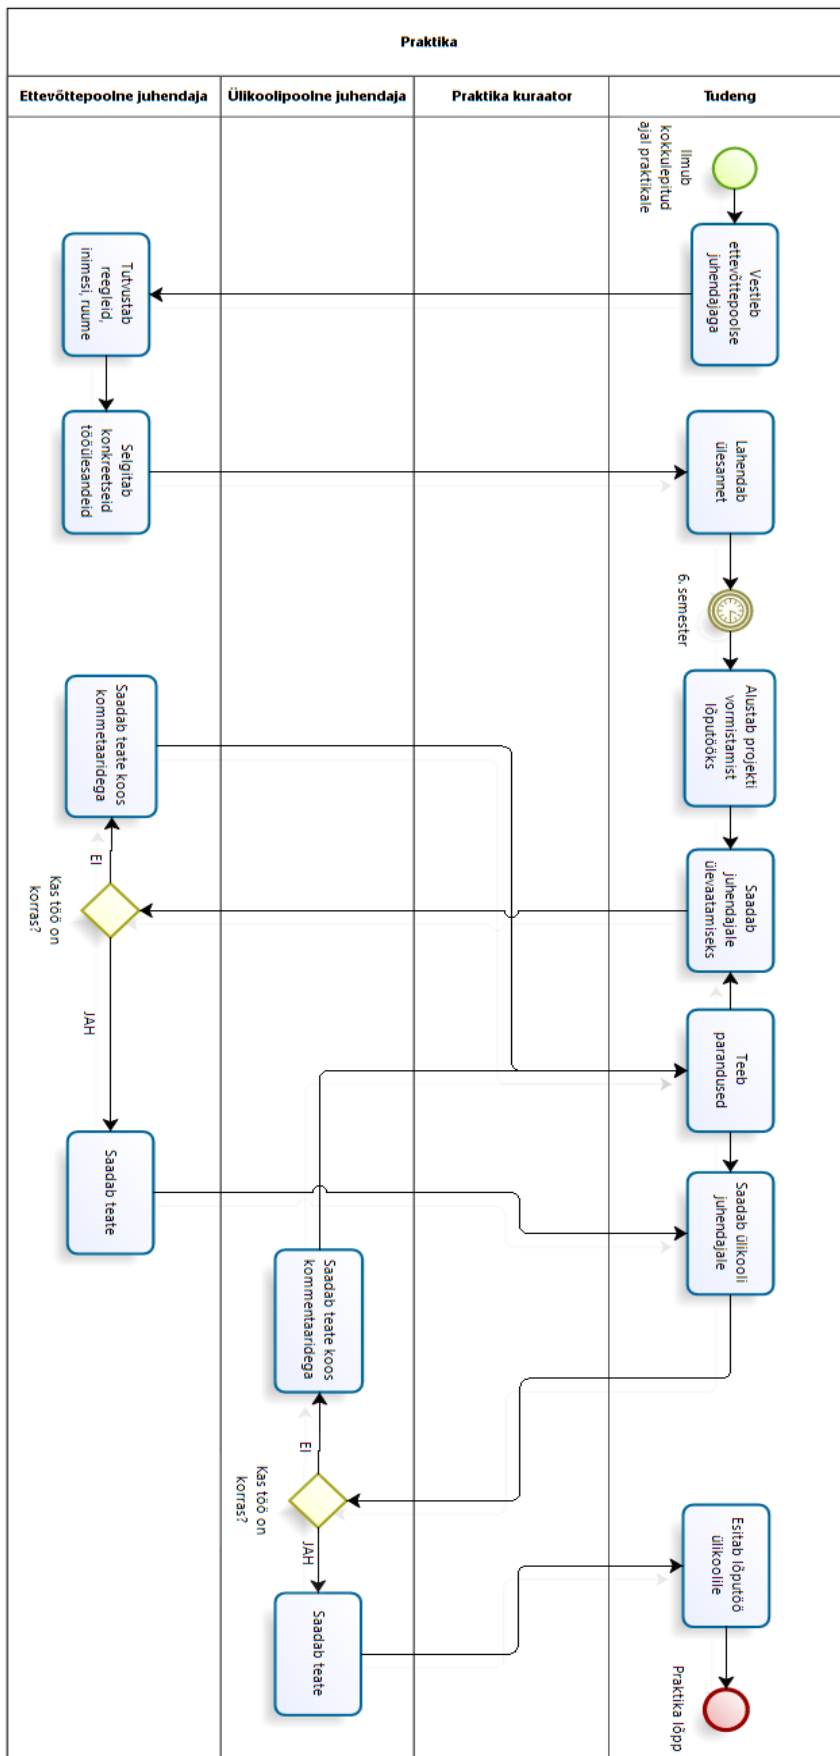 Praktika
Ettevõttepoolne juhendaja
Ülikoolipoolne juhendaja
Praktika kuraator
Tudeng
Ilmub
kokkulepitud
ajal praktikale
Vestleb
ettevõttepoolse
juhendajaga
Tutvustab
reegleid,
inimesi, ruume
Selgitab
konkreetseid
tööülesandeid
Lahendab
ülesannet
6. semester
Alustab projekti
vormistamist
lõputööks
Saadab
juhendajale
ülevaatamiseks
Saadab teate koos
kommetaaridega
EI
Kas töö on
korras?
JAH
Teeb
parandused
Saadab teate
Saadab ülikooli
juhendajale
Saadab teate koos
kommentaaridega
EI
Kas töö on
korras?
JAH
Saadab teate
Esitab lõputöö
ülikoolile
Praktika lõpp